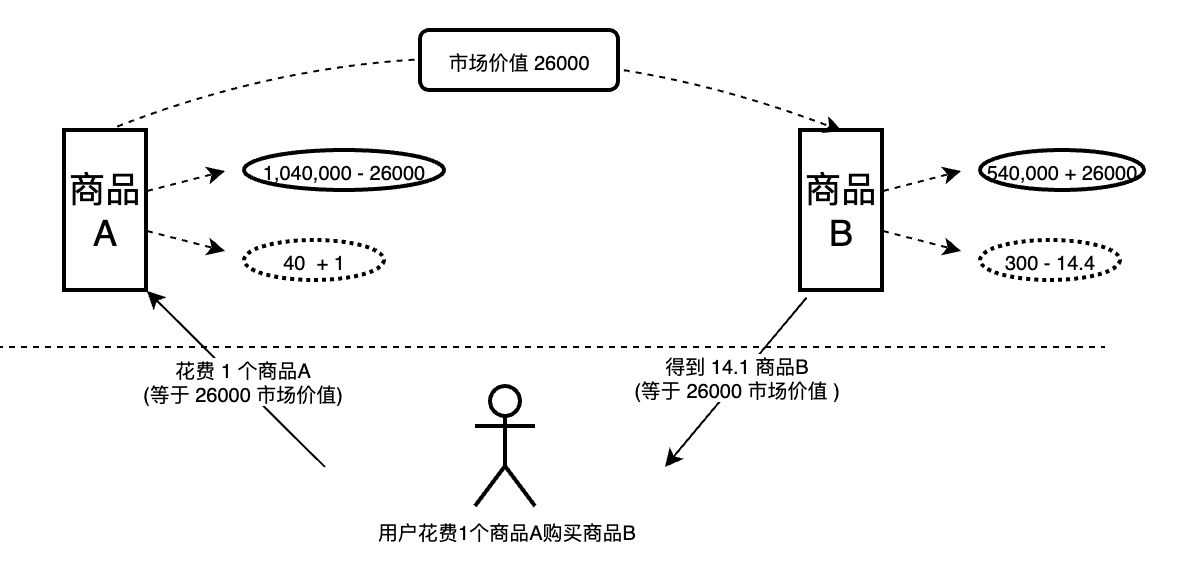 市场价值 26000
商品
A
1,040,000 - 26000
40 + 1
商品
B
540,000 + 26000
300 - 14.4
花费 1 个商品A
(等于 26000 市场价值)
得到 14.1 商品B
(等于 26000 市场价值 )
用户花费1个商品A购买商品B